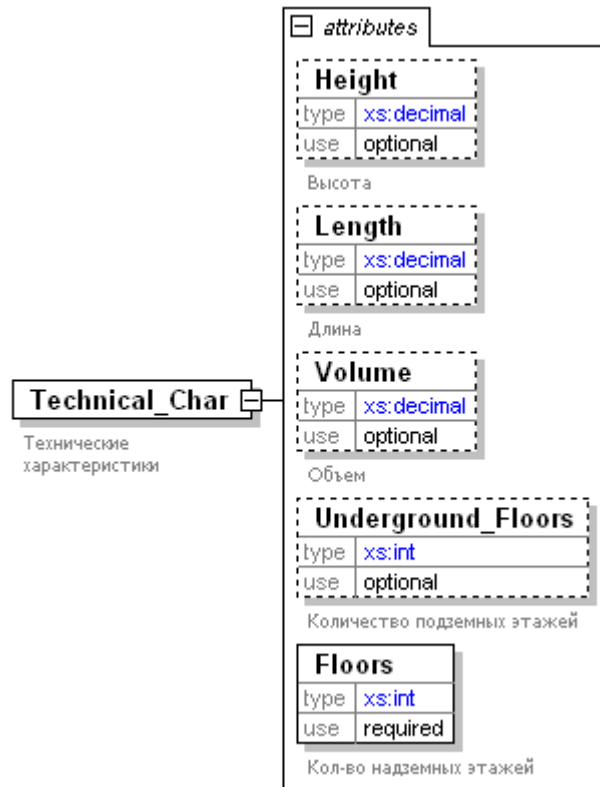 attributes
Height
type xs:decimal
use optional
Высота
Length
type xs:decimal
use optional
Длина
Volume
type xs:decimal
use optional
Объем
Technical_Char
Технические
характеристики
Underground_Floors
type xs:int
use optional
Количество подземных этажей
Floors
type xs:int
use required
Кол-во надземных этажей